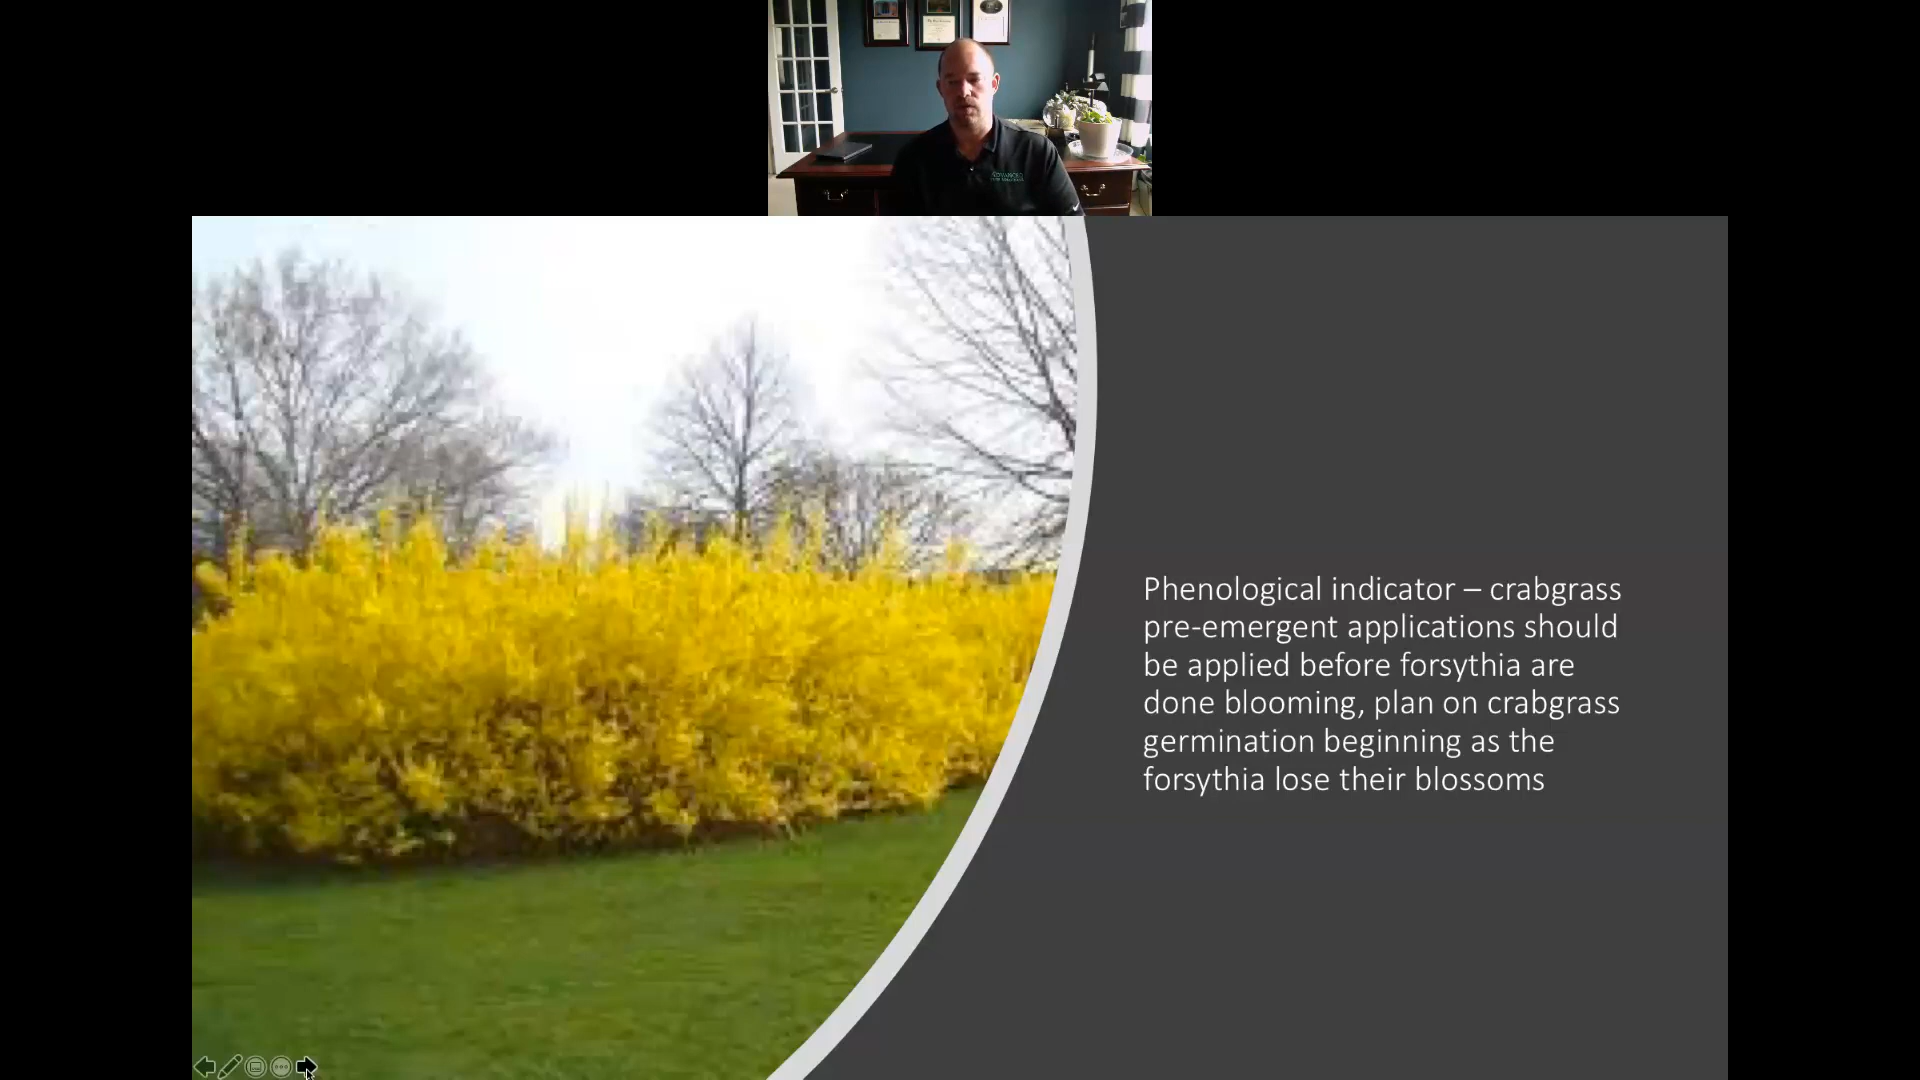 Phenological indicator – crabgrass
pre-emergent applications should
be applied before forsythia are
done blooming, plan on crabgrass
germination beginning as the
forsythia lose their blossoms